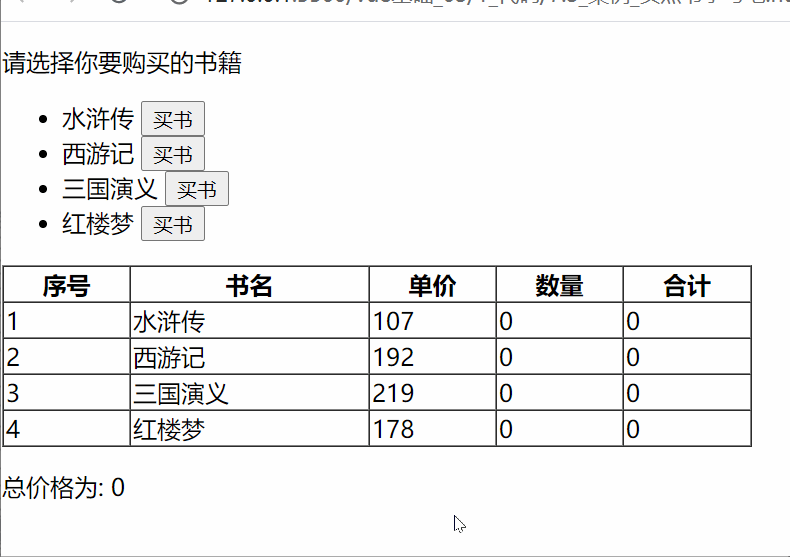 请选择你要购买的书籍
水浒传 买书
西游记 买书
三国演义 买书
红楼梦 买书
序号 书名 单价 数量 合计
1 水浒传 107 0 0
2 西游记 192 0 0
3 三国演义 219 0 0
4 红楼梦 178 0 0
总价格为: 0